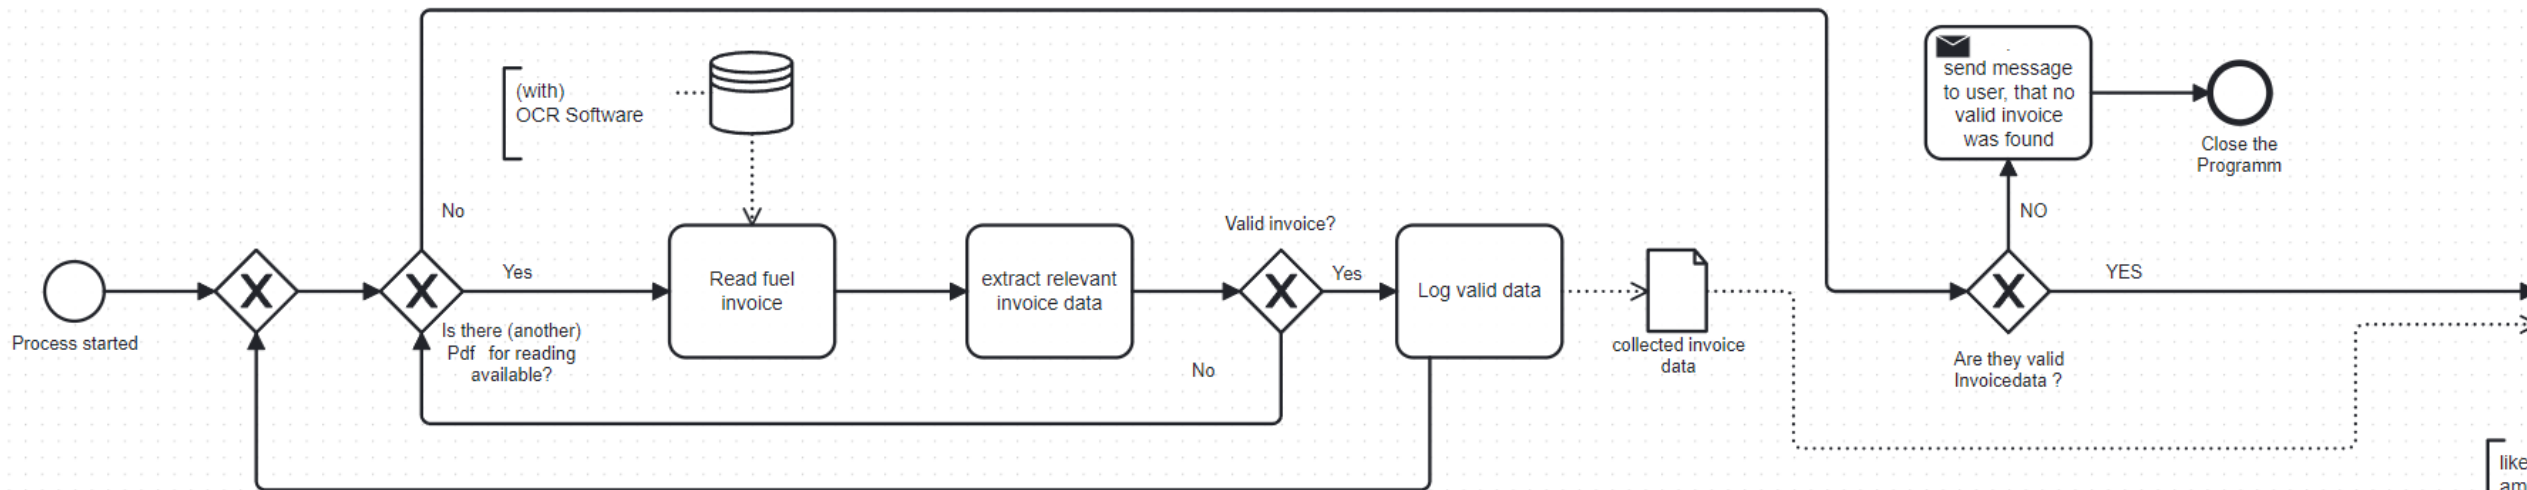 Process started
No
Yes
Is there (another)
Pdf for reading
available?
(with)
OCR Software
Read fuel
invoice
extract relevant
invoice data
Valid invoice?
Yes
No
Log valid data
collected invoice
data
send message
to user, that no
valid invoice
was found
Close the
Programm
NO
YES
Are they valid
Invoicedata ?
like
am